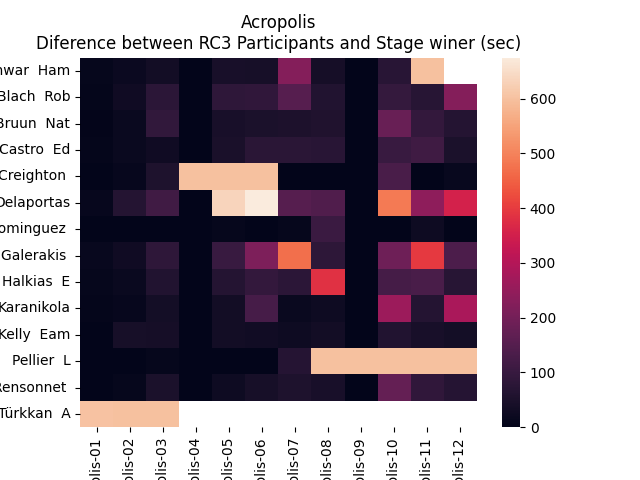 Acropolis
Diference between RC3 Participants and Stage winer (sec)
nwar Ham
Blach Rob
Bruun Nat
Castro Ed
Creighton
Delaportas
ominguez
Galerakis
Halkias E
Karanikola
Kelly Eam
Pellier L
Rensonnet
Türkkan A
600
500
400
300
200
100
0
olis-01
olis-02
olis-03
olis-04
olis-05
olis-06
olis-07
olis-08
olis-09
olis-10
olis-11
olis-12